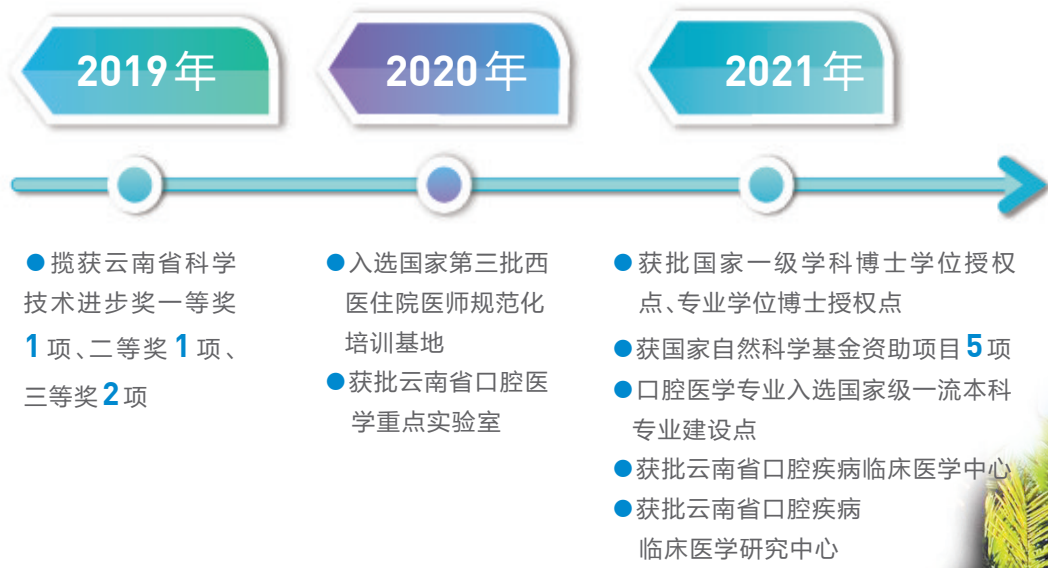 2019年
2020年
2021年
●揽获云南省科学
技术进步奖一等奖
1项、二等奖1项、
三等奖2项
●入选国家第三批西
医住院医师规范化
培训基地
●获批云南省口腔医
学重点实验室
●获批国家一级学科博士学位授权
点、专业学位博士授权点
●获国家自然科学基金资助项目5项
●口腔医学专业入选国家级一流本科
专业建设点
●获批云南省口腔疾病临床医学中心
●获批云南省口腔疾病
临床医学研究中心